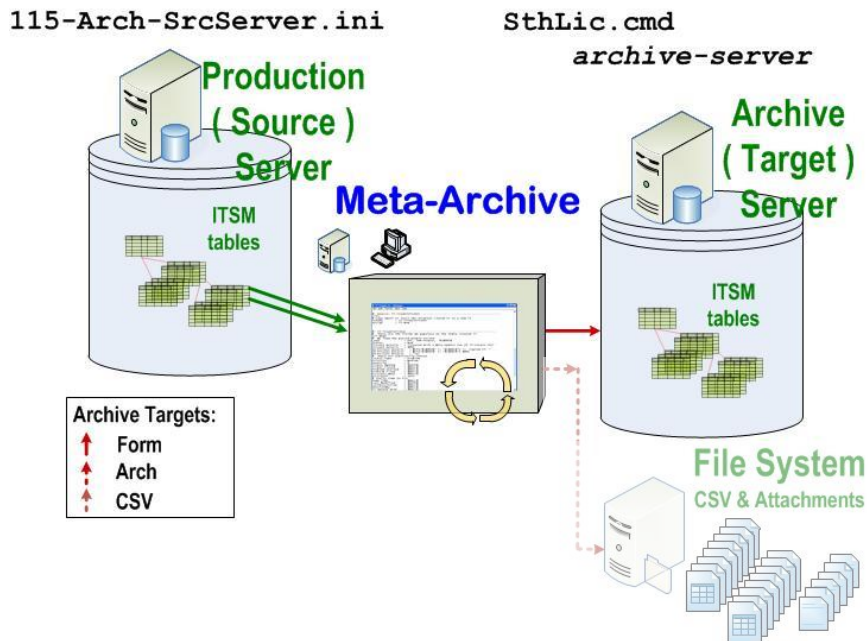 115-Arch-SrcServer.ini
SthLic.cmd
archive-server
Production
( Source )
Server
ITSM
tables
Meta-Archive
Archive
( Target )
Server
ITSM
tables
Archive Targets:
Form
Arch
CSV
File System
CSV & Attachments